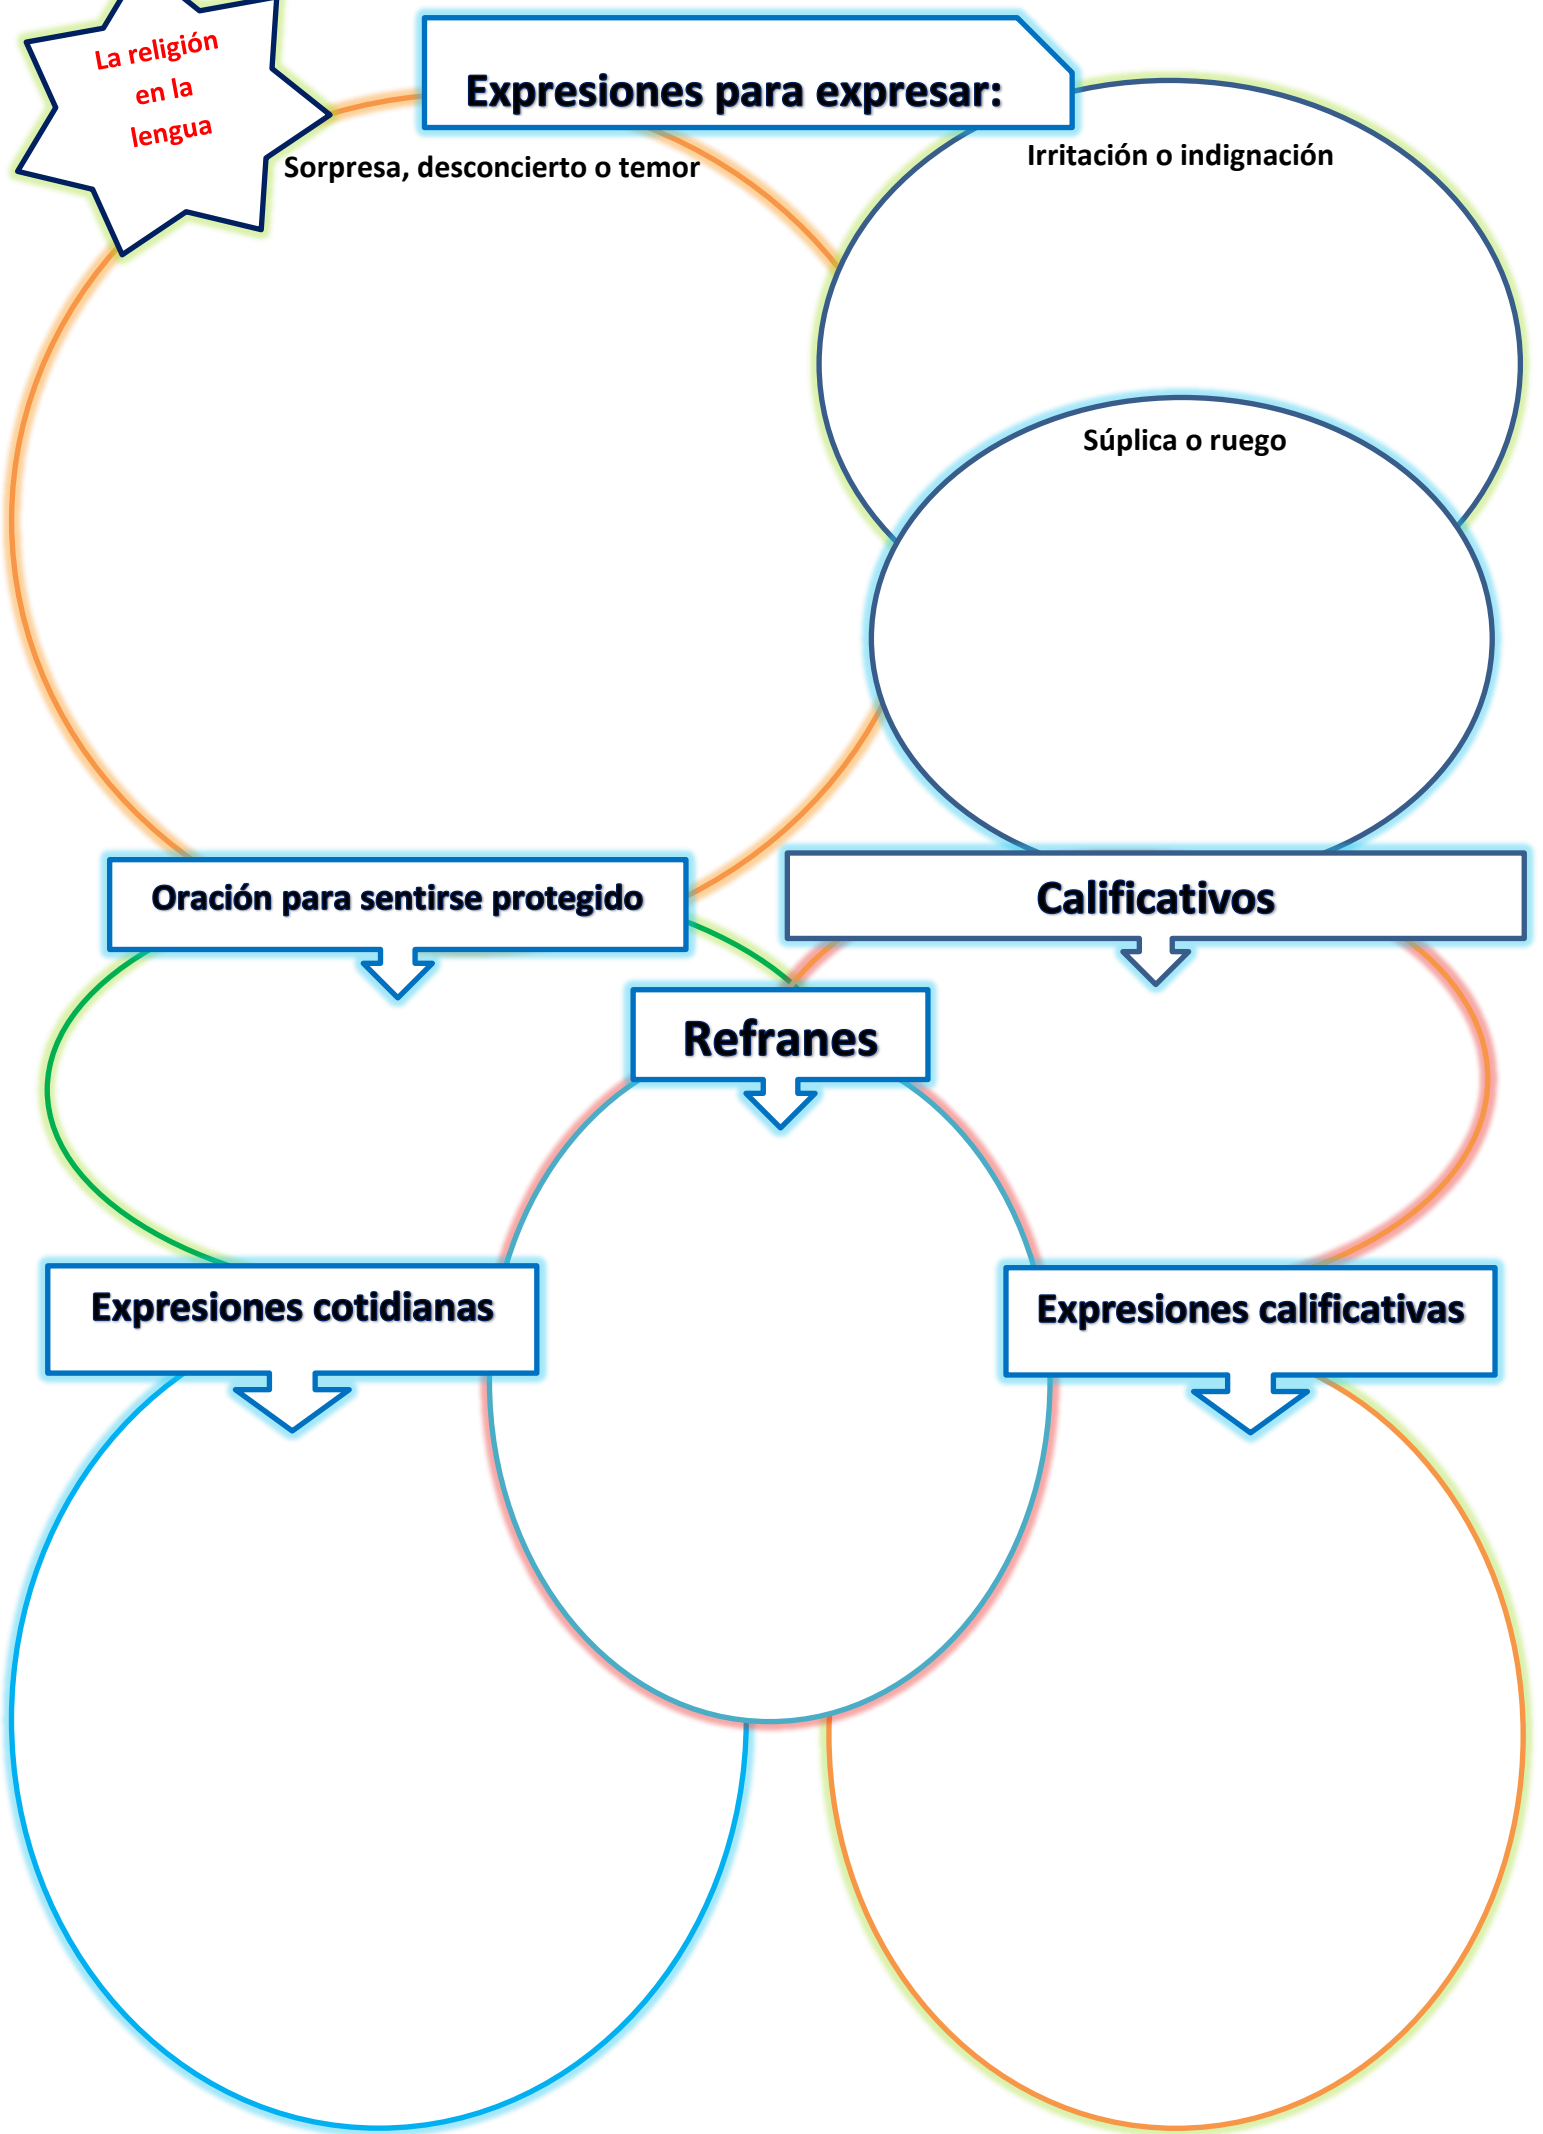 La religión
en la
lengua
Expresiones para expresar:
Sorpresa, desconcierto o temor
Irritación o indignación
Súplica o ruego
Oración para sentirse protegido
Calificativos
Refranes
Expresiones cotidianas
Expresiones calificativas